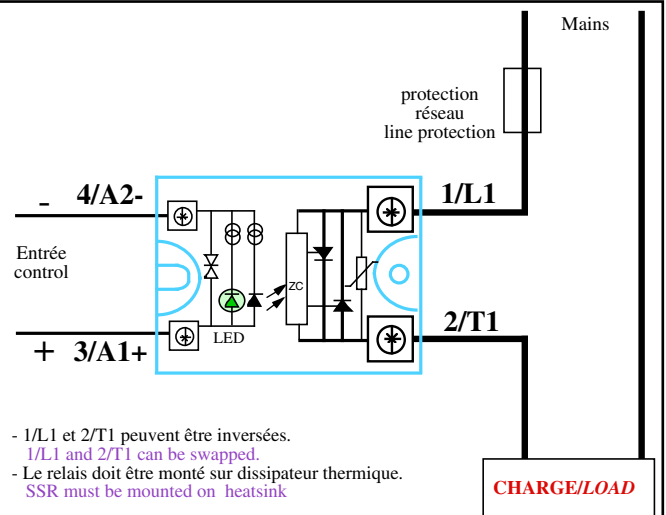 Mains
protection
réseau
line protection
- 4/A2-
1/L1
Entrée
control
ZC
+ 3/A1+
LED
2/T1
- 1/L1 et 2/T1 peuvent être inversées.
1/L1 and 2/T1 can be swapped.
- Le relais doit être monté sur dissipateur thermique.
SSR must be mounted on heatsink
CHARGE/LOAD